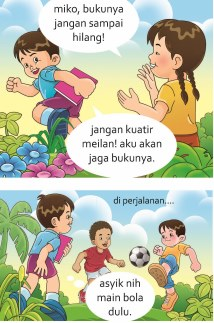 miko, bukunya
jangan sampai
hilang!
jangan kuatir
meilan! aku akan
jaga bukunya.
di perjalanan....
asyik nih
main bola
dulu.